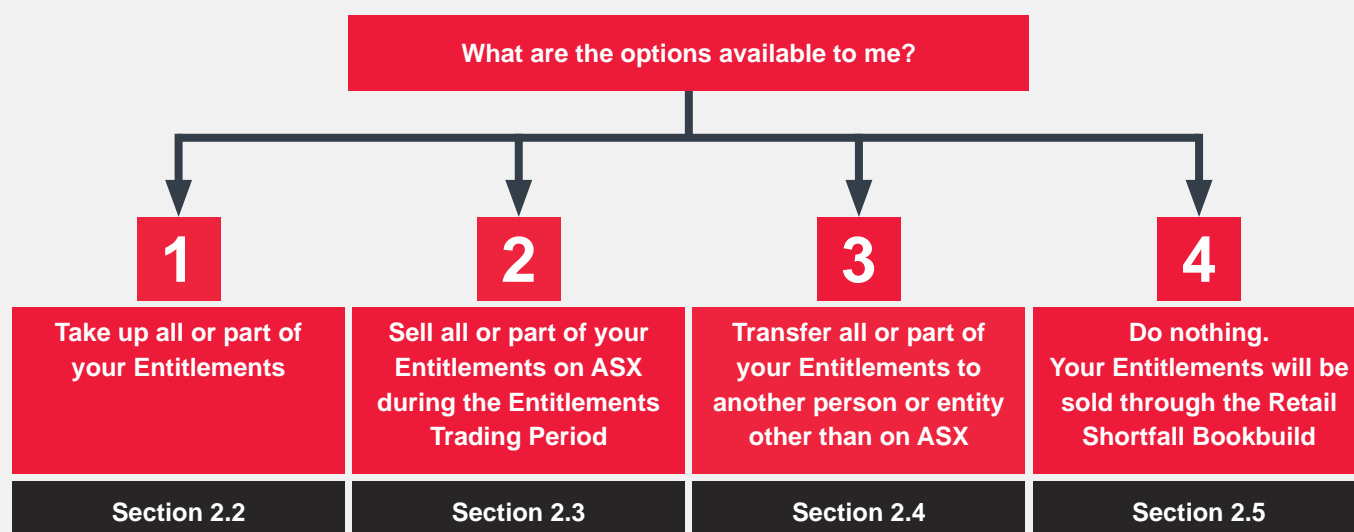 What are the options available to me?
1
2
3
4
Take up all or part of
your Entitlements
Sell all or part of your
Entitlements on ASX
during the Entitlements
Trading Period
Transfer all or part of
your Entitlements to
another person or entity
other than on ASX
Do nothing.
Your Entitlements will be
sold through the Retail
Shortfall Bookbuild
Section 2.2
Section 2.3
Section 2.4
Section 2.5